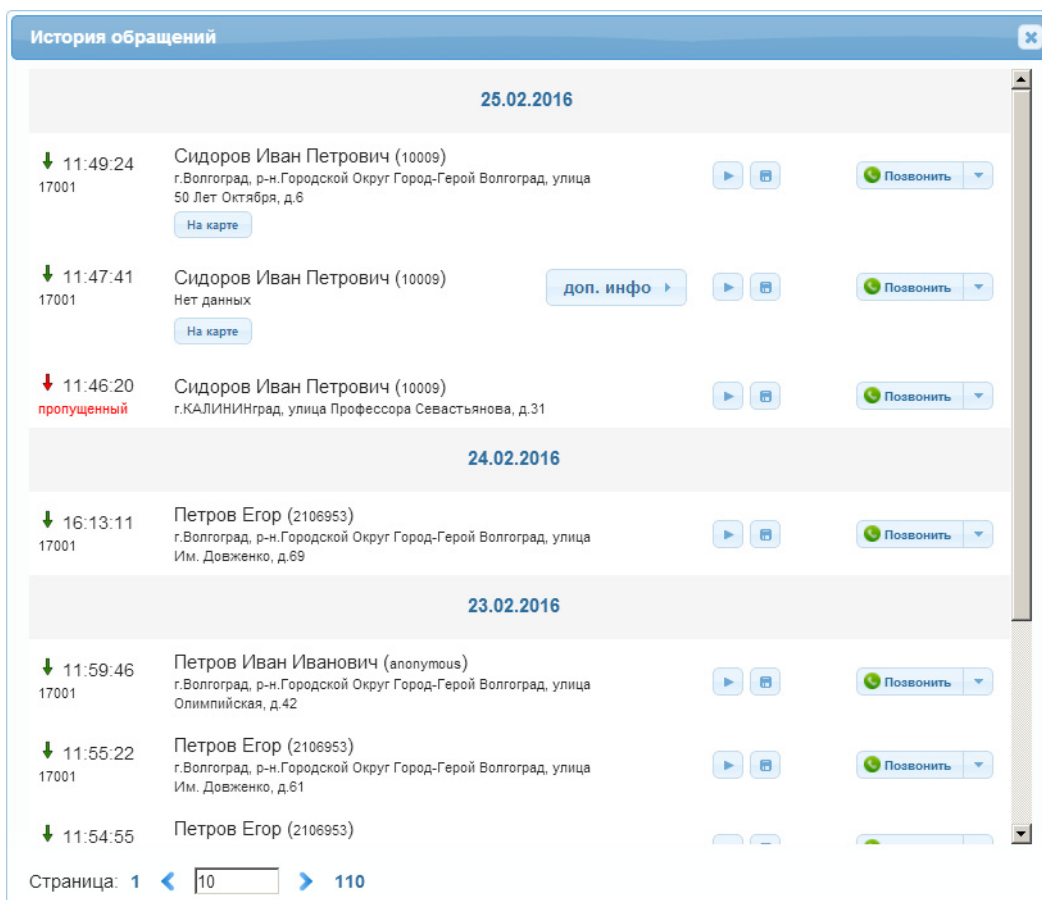 История обращений
25.02.2016
11:49:24
17001
Сидоров Иван Петрович (10009)
г.Волгоград, р-н.Городской Округ Город-Герой Волгоград, улица
50 Лет Октября, д.6
На карте
Позвонить
11:47:41
17001
Сидоров Иван Петрович (10009)
Нет данных
На карте
доп. инфо
Позвонить
11:46:20
пропущенный
Сидоров Иван Петрович (10009)
г.КАЛИНИНград, улица Профессора Севастьянова, д.31
Позвонить
24.02.2016
16:13:11
17001
Петров Егор (2106953)
г.Волгоград, р-н.Городской Округ Город-Герой Волгоград, улица
Им. Довженко, д.69
Позвонить
23.02.2016
11:59:46
17001
Петров Иван Иванович (anonymous)
г.Волгоград, р-н.Городской Округ Город-Герой Волгоград, улица
Олимпийская, д.42
Позвонить
11:55:22
17001
Петров Егор (2106953)
г.Волгоград, р-н.Городской Округ Город-Герой Волгоград, улица
Им. Довженко, д.61
Позвонить
11:54:55
Петров Егор (2106953)
Страница: 1 10 110